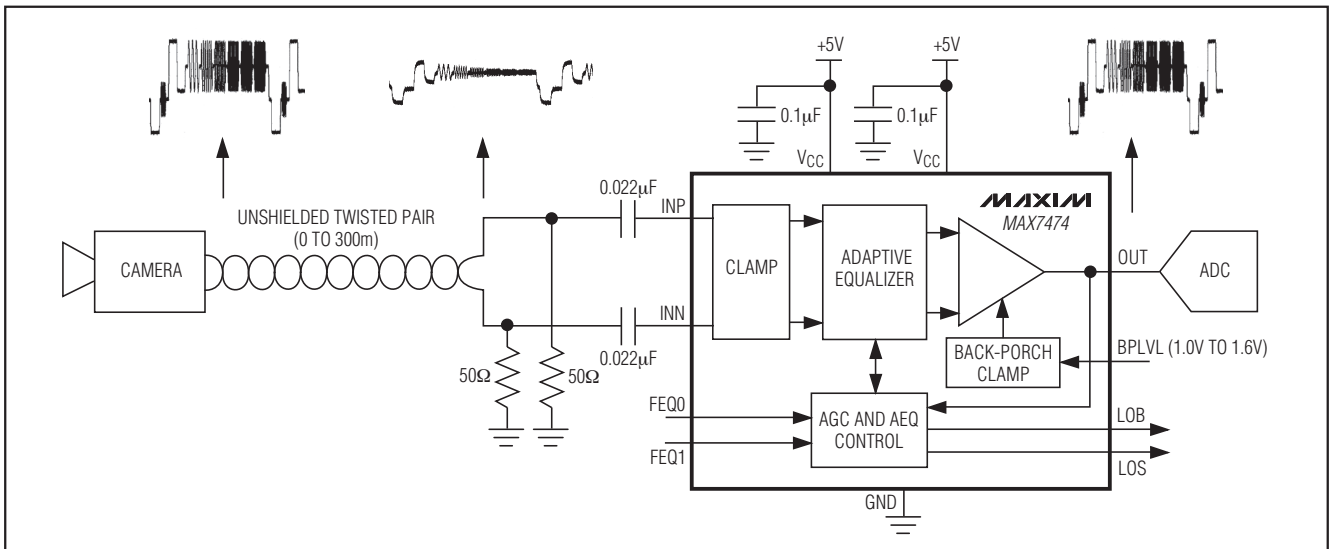 +5V
+5V
0.1μF
0.1μF
VCC
VCC
0.022μF
INP
UNSHIELDED TWISTED PAIR
(0 TO 300m)
CAMERA
MAXIM
MAX7474
CLAMP
ADAPTIVE
EQUALIZER
OUT
ADC
INN
0.022μF
50Ω
50Ω
BACK-PORCH
CLAMP
BPLVL (1.0V TO 1.6V)
FEQ0
FEQ1
AGC AND AEQ
CONTROL
LOB
LOS
GND